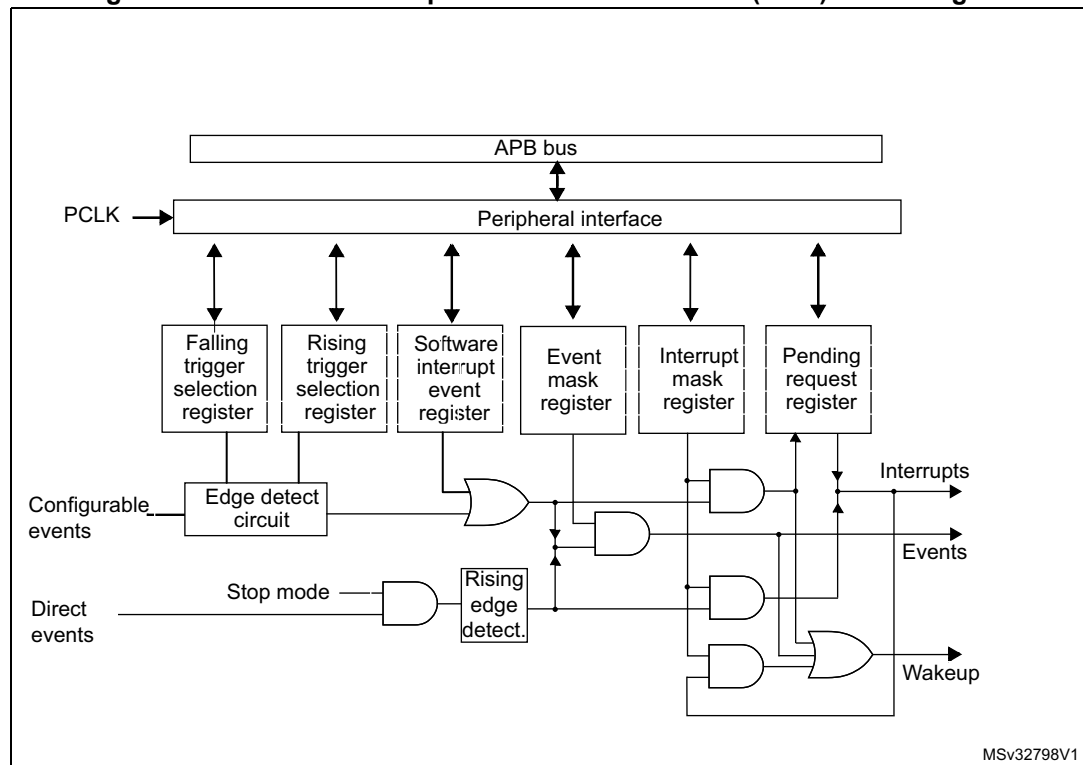 APB bus
PCLK
Peripheral interface
Falling
trigger
selection
register
Rising
trigger
selection
register
Software
interrupt
event
register
Event
mask
register
Interrupt
mask
register
Pending
request
register
Interrupts
Configurable
events
Edge detect
circuit
Events
Stop mode
Rising
edge
detect.
Direct
events
Wakeup
MSv32798V1